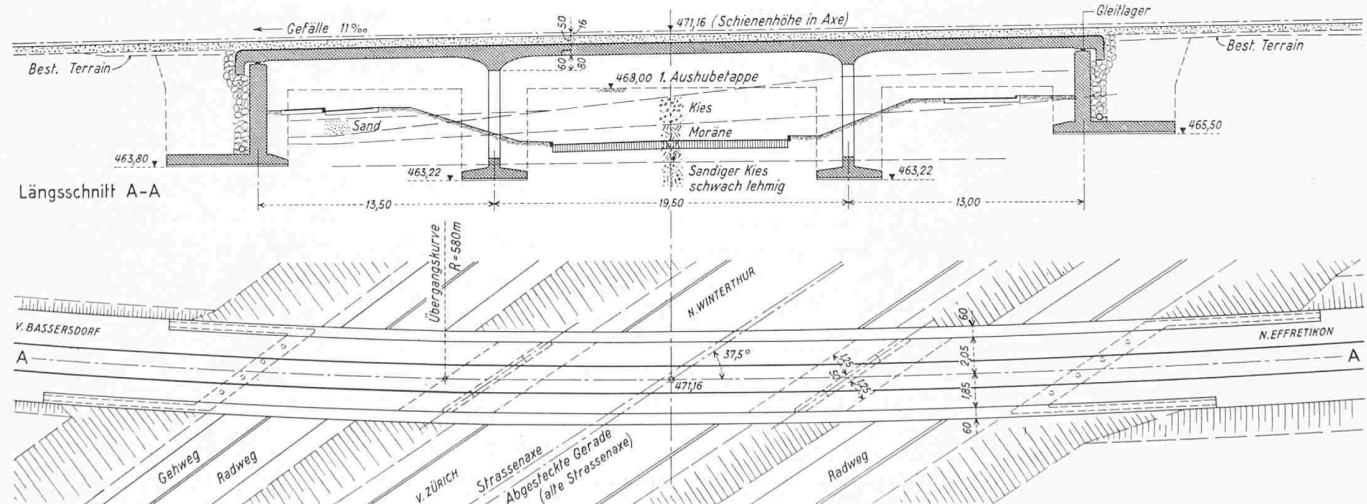 Gefälle 11‰
50
16
471,16 (Schienenhöhe in Axe)
Gleitlager
Best. Terrain
60
80
468,00 1. Aushubetappe
Best. Terrain
Kies
Sand
Moräne
463,80
463,22
Sandiger Kies
schwach lehmig
463,22
465,50
Längsschnitt A-A
13,50
19,50
13,00
Übergangskurve
R=580m
N. WINTERTHUR
V. BASSERSDORF
N. EFFRETIKON
A
A
37,5°
471,16
125
50
125
60
2,05
1,85
60
Gehweg
Radweg
V. ZÜRICH
Strassenaxe
Abgesteckte Gerade
(alte Strassenaxe)
Radweg